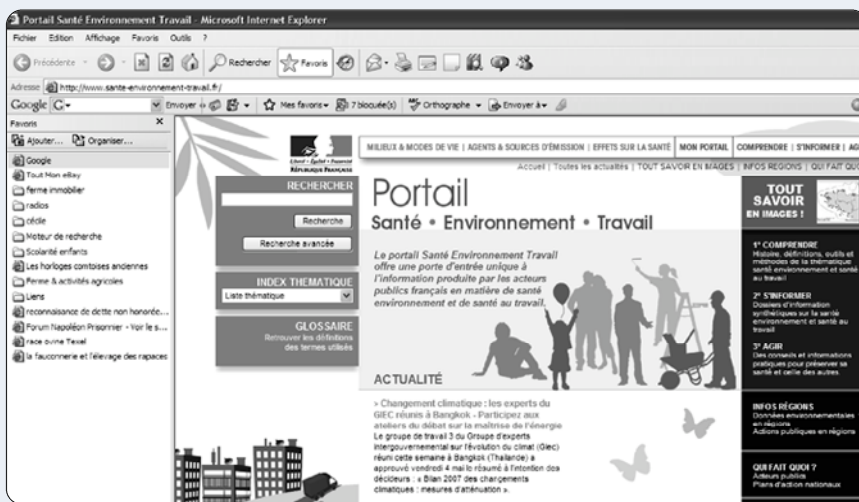 Portail Santé Environnement Travail - Microsoft Internet Explorer
Fichier Edition Affichage Favoris Outils ?
Précédente Rechercher Favoris
Adresse http://www.sante-environnement-travail.fr/
Google G Envoyer Mes favoris 7 bloquée(s) Orthographe Envoyer à
Favoris x
Ajouter... Organiser...
Google
Tout Mon eBay
ferme immobilier
radios
cécile
Moteur de recherche
Scolarité enfants
Les horloges comtoises anciennes
Ferme & activités agricoles
Liens
reconnaisance de dette non honorée...
Forum Napoléon Prisonnier - Voir le s...
race ovine Texel
la fauconnerie et l'élevage des rapaces
Liberté • Égalité • Fraternité
RÉPUBLIQUE FRANÇAISE
MILIEUX & MODES DE VIE | AGENTS & SOURCES D'ÉMISSION | EFFETS SUR LA SANTÉ | MON PORTAIL | COMPRENDRE | S'INFORMER |
Accueil | Toutes les actualités | TOUT SAVOIR EN IMAGES | INFOS REGIONS | QUI FAIT
RECHERCHER
Recherche
Recherche avancée
INDEX THEMATIQUE
Liste thématique
GLOSSAIRE
Retrouver les définitions
des termes utilisés
Portail
Santé • Environnement • Travail
Le portail Santé Environnement Travail
offre une porte d'entrée unique à
l'information produite par les acteurs
publics français en matière de santé
environnement et de santé au travail.
ACTUALITÉ
> Changement climatique : les experts du
GIEC réunis à Bangkok - Participez aux
ateliers du débat sur la maîtrise de l'énergie
Le groupe de travail 3 du Groupe d'experts
intergouvernemental sur l'évolution du climat (Giec)
réuni cette semaine à Bangkok (Thaïlande) a
approuvé vendredi 4 mai le résumé à l'intention des
décideurs : « Bilan 2007 des changements
climatiques : mesures d'atténuation ».
TOUT
SAVOIR
EN IMAGES !
1° COMPRENDRE
Histoire, définitions, outils et
méthodes de la thématique
santé environnement et santé
au travail
2° S'INFORMER
Dossiers d'information
synthétiques sur la santé
environnement et santé au
travail
3° AGIR
Des conseils et informations
pratiques pour préserver sa
santé et celle des autres.
INFOS RÉGIONS
Données environnementales
en régions
Actions publiques en régions
QUI FAIT QUOI ?
Acteurs publics
Plans d'action nationaux